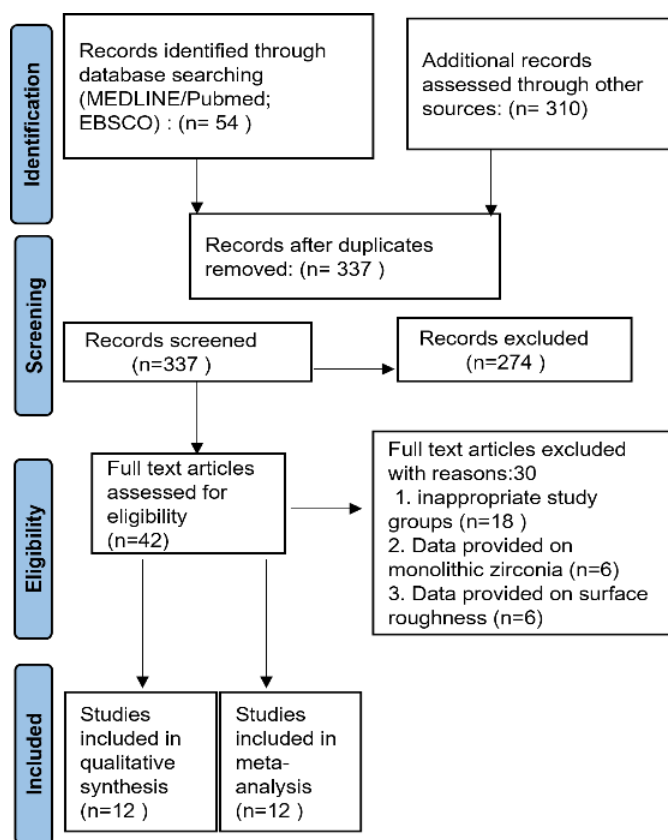 Identification
Records identified through
database searching
(MEDLINE/Pubmed;
EBSCO) : (n= 54 )
Additional records
assessed through other
sources: (n= 310)
Records after duplicates
removed: (n= 337 )
Screening
Records screened
(n=337 )
Records excluded
(n=274 )
Eligibility
Full text articles
assessed for
eligibility
(n=42)
Full text articles excluded
with reasons:30
1. inappropriate study
groups (n=18 )
2. Data provided on
monolithic zirconia (n=6)
3. Data provided on surface
roughness (n=6)
Included
Studies
included in
qualitative
synthesis
(n=12 )
Studies
included in
meta-
analysis
(n=12 )